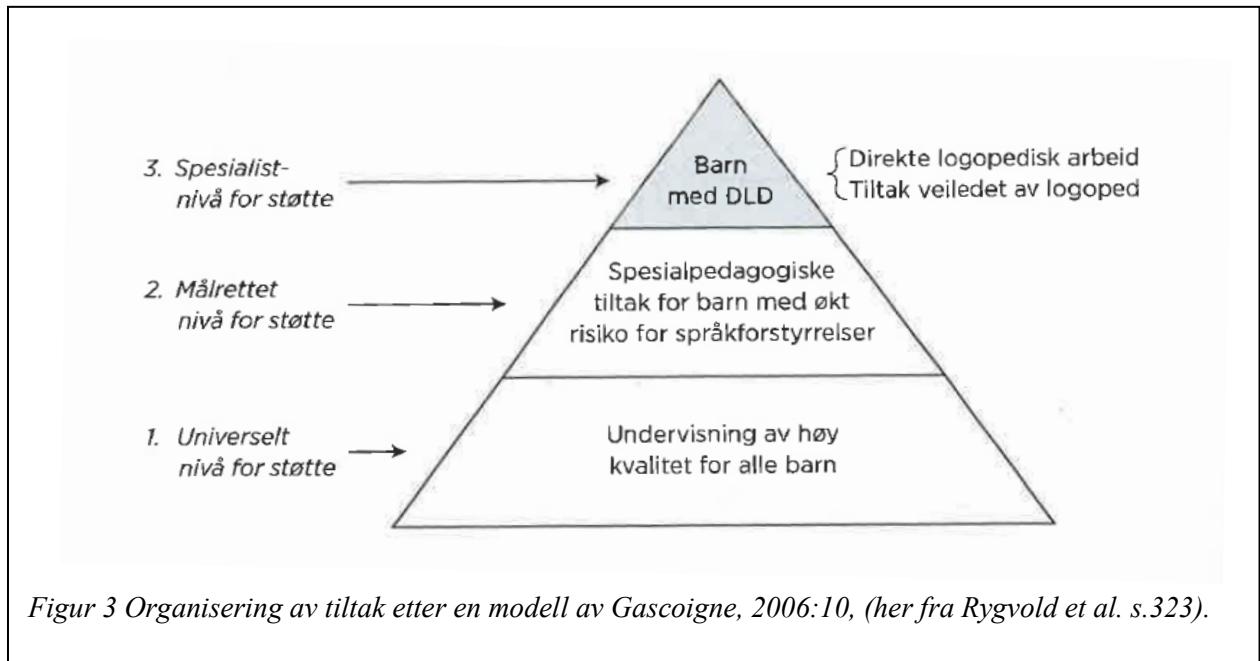 3. Spesialist-
nivå for støtte
Barn
med DLD
Direkte logopedisk arbeid
Tiltak veiledet av logoped
2. Målrettet
nivå for støtte
Spesialpedagogiske
tiltak for barn med økt
risiko for språkforstyrrelser
1. Universelt
nivå for støtte
Undervisning av høy
kvalitet for alle barn
Figur 3 Organisering av tiltak etter en modell av Gascoigne, 2006:10, (her fra Rygvold et al. s.323).